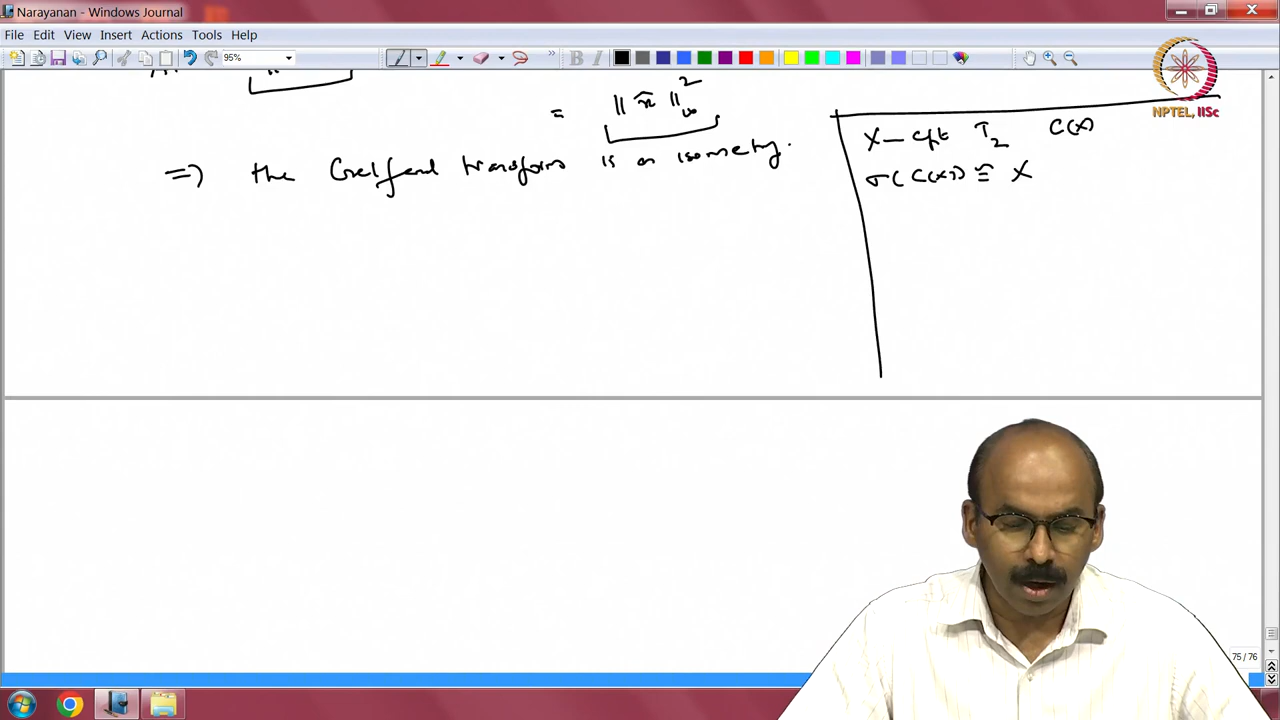 Narayanan - Windows Journal
File Edit View Insert Actions Tools Help
95%
NPTEL, IISc
= || x̂ ||∞²
⇒ the Gelfand transform is an isometry.
X – cpt T₂ C(X)
σ(C(X)) ≅ X
75 / 76